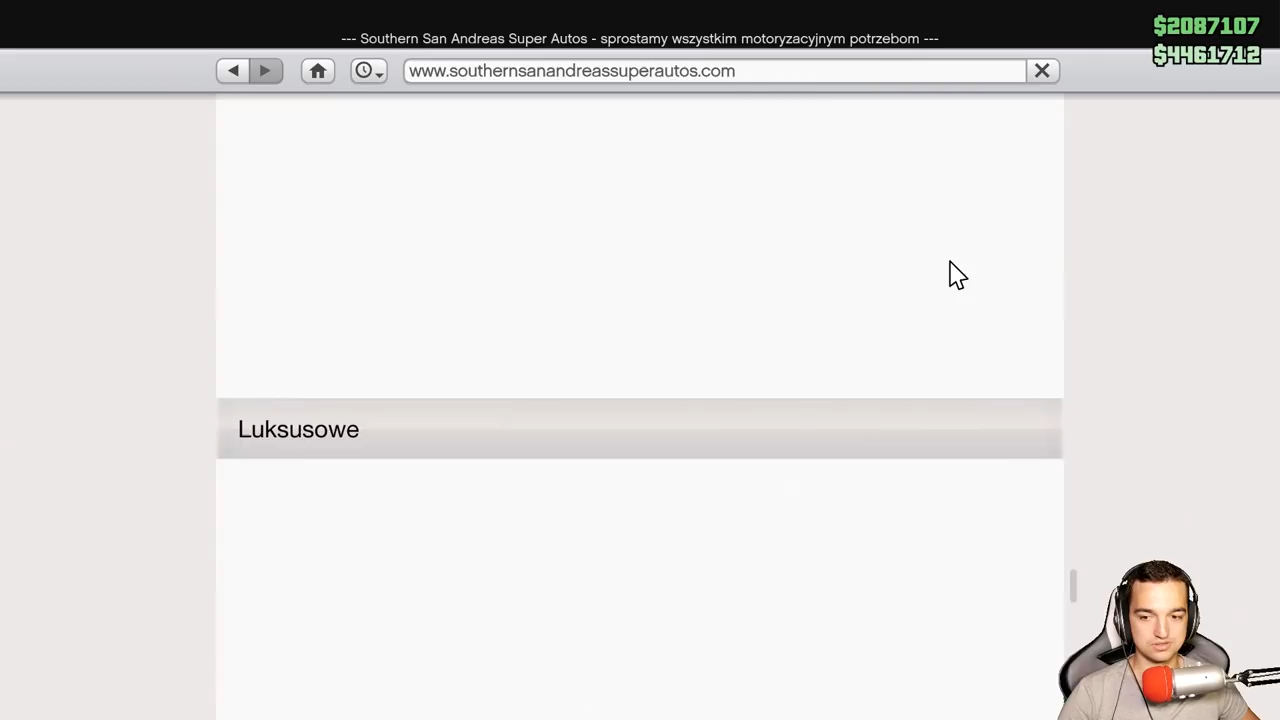 --- Southern San Andreas Super Autos - sprostamy wszystkim motoryzacyjnym potrzebom ---
$2087107
$4461712
www.southernsanandreassuperautos.com
Luksusowe